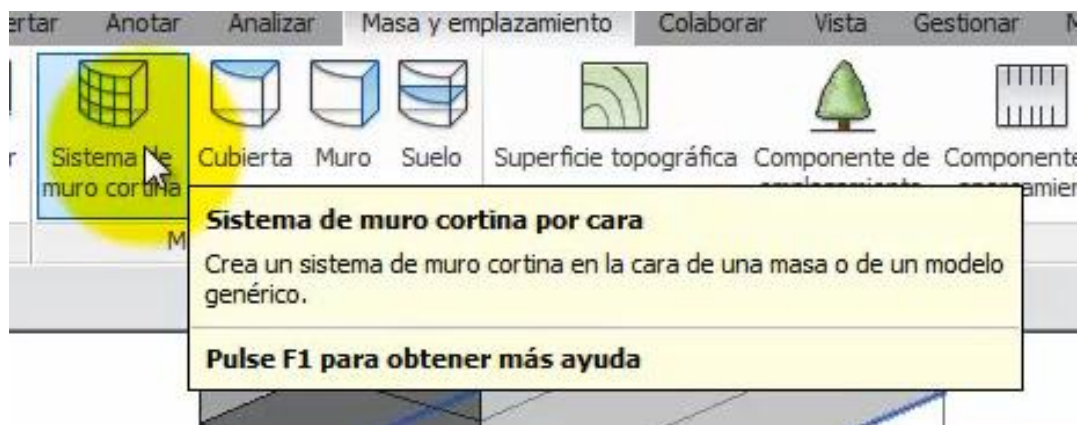 Anotar Analizar Masa y emplazamiento Colaborar Vista Gestionar
Sistema de Cubierta Muro Suelo Superficie topográfica Componente de Componente
muro cortina
Sistema de muro cortina por cara
Crea un sistema de muro cortina en la cara de una masa o de un modelo
genérico.
Pulse F1 para obtener más ayuda